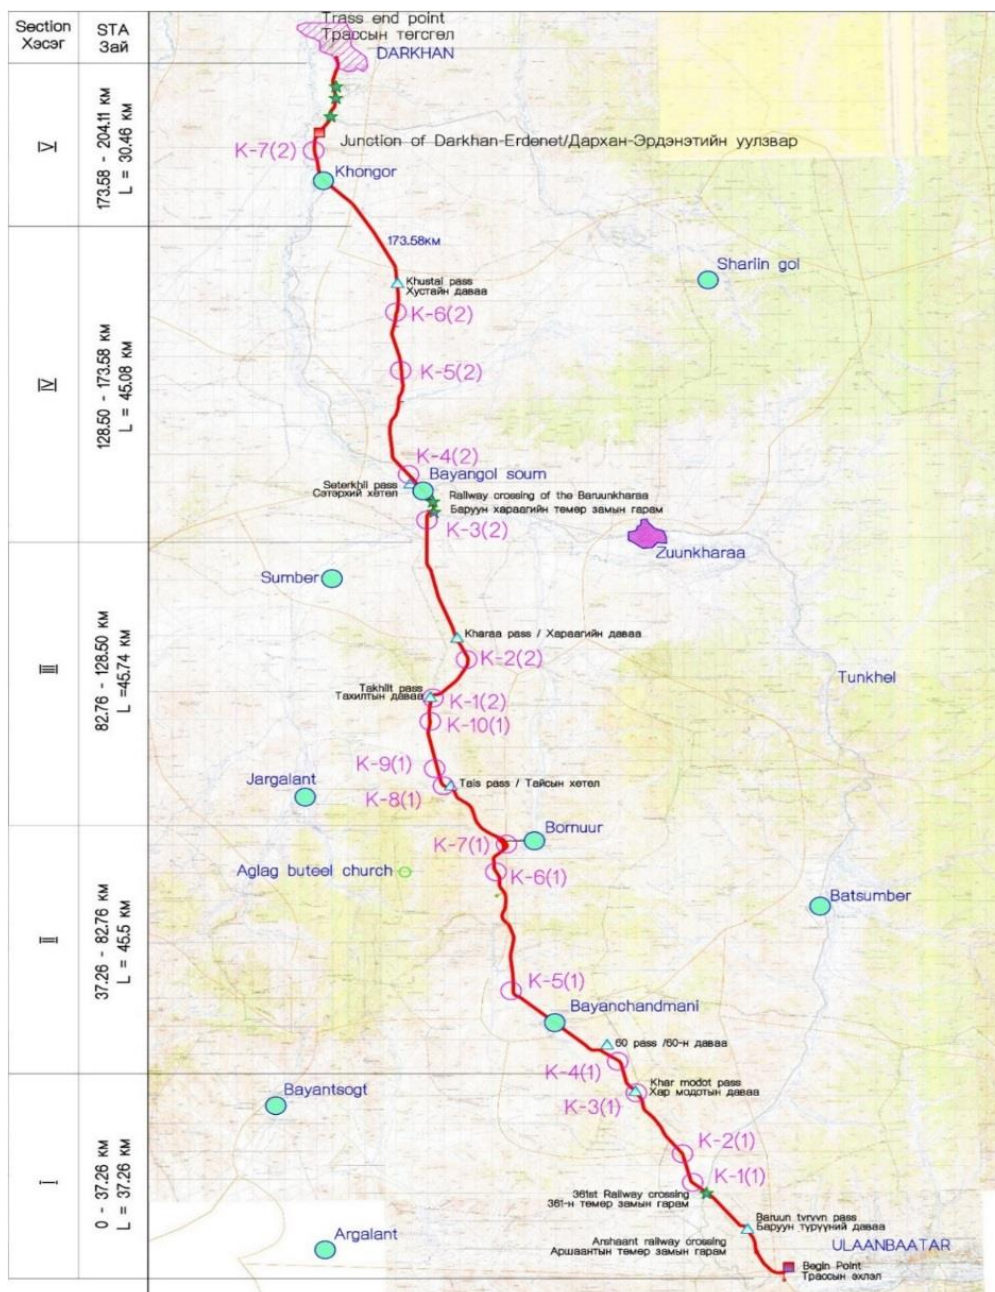 Section
Хэсэг
STA
Зай
Trass end point
Трассын төгсгөл
DARKHAN
V
173.58 - 204.11 км
L = 30.46 км
Junction of Darkhan-Erdenet/Дархан-Эрдэнэтийн уулзвар
K-7(2)
Khongor
173.58км
Shariin gol
Khustai pass
Хустайн даваа
K-6(2)
IV
128.50 - 173.58 км
L = 45.08 км
K-5(2)
K-4(2)
Bayangol soum
Seterkhii pass
Сэтэрхий хөтөл
Railway crossing of the Baruunkharaa
Баруун хараагийн төмөр замын гарам
K-3(2)
Zuunkharaa
Sumber
III
82.76 - 128.50 км
L =45.74 км
Kharaa pass / Хараагийн даваа
K-2(2)
Takhilt pass
Тахилтын даваа
K-1(2)
Tunkhel
K-10(1)
K-9(1)
Jargalant
K-8(1)
Tais pass / Тайсын хөтөл
Bornuur
K-7(1)
Aglag buteel church
K-6(1)
Batsumber
II
37.26 - 82.76 км
L = 45.5 км
K-5(1)
Bayanchandmani
60 pass /60-н даваа
K-4(1)
Khar modot pass
Хар модотын даваа
Bayantsogt
K-3(1)
K-2(1)
I
0 - 37.26 км
L = 37.26 км
K-1(1)
361st Railway crossing
361-н төмөр замын гарам
Baruun tvrvvn pass
Баруун түрүүний даваа
Argalant
Arshaant railway crossing
Аршаантын төмөр замын гарам
ULAANBAATAR
Begin Point
Трассын эхлэл